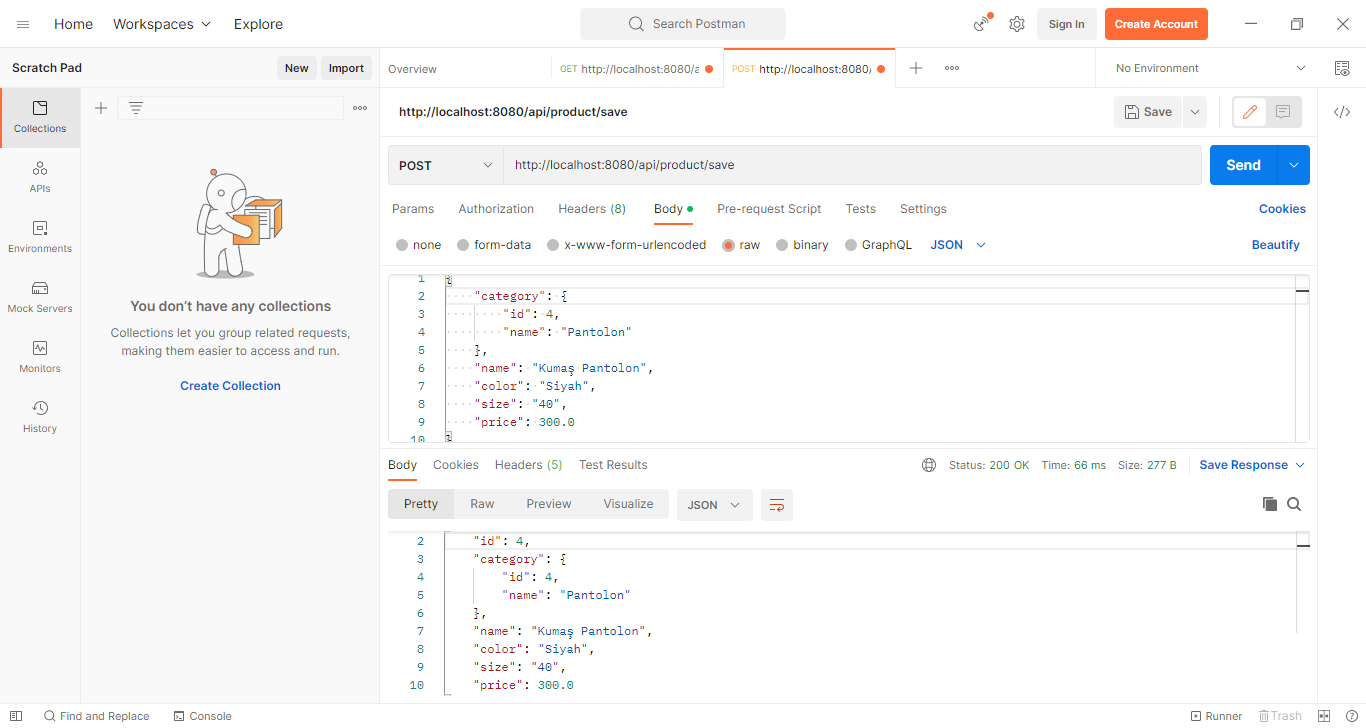 Home Workspaces Explore Search Postman Sign In Create Account
Scratch Pad New Import Overview GET http://localhost:8080/a POST http://localhost:8080/ No Environment
http://localhost:8080/api/product/save Save
Collections
APIs
Environments
Mock Servers
Monitors
History
You don't have any collections
Collections let you group related requests,
making them easier to access and run.
Create Collection
POST http://localhost:8080/api/product/save Send
Params Authorization Headers (8) Body Pre-request Script Tests Settings Cookies
none form-data x-www-form-urlencoded raw binary GraphQL JSON Beautify
1 {
2 "category": {
3 "id": 4,
4 "name": "Pantolon"
5 },
6 "name": "Kumaş Pantolon",
7 "color": "Siyah",
8 "size": "40",
9 "price": 300.0
10 }
Body Cookies Headers (5) Test Results Status: 200 OK Time: 66 ms Size: 277 B Save Response
Pretty Raw Preview Visualize JSON
2 "id": 4,
3 "category": {
4 "id": 4,
5 "name": "Pantolon"
6 },
7 "name": "Kumaş Pantolon",
8 "color": "Siyah",
9 "size": "40",
10 "price": 300.0
Find and Replace Console Runner Trash